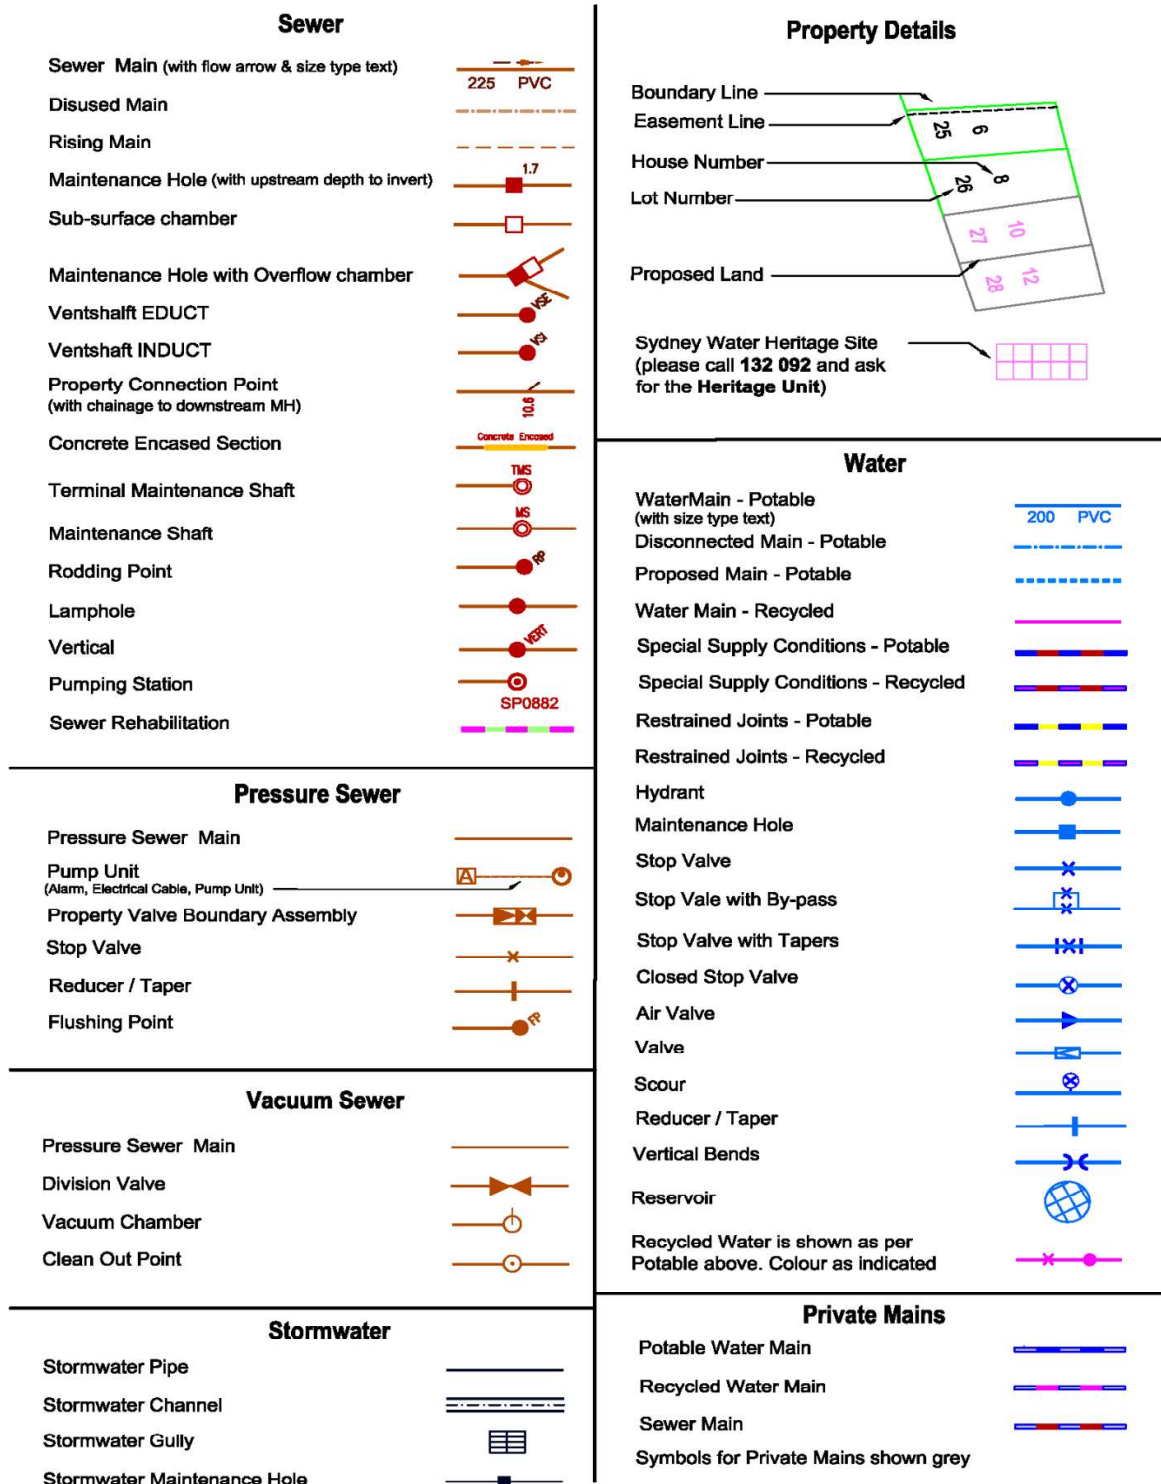 Sewer
Sewer Main (with flow arrow & size type text)
225 PVC
Disused Main
Rising Main
Maintenance Hole (with upstream depth to invert)
1.7
Sub-surface chamber
Maintenance Hole with Overflow chamber
Ventshalft EDUCT
VSE
Ventshaft INDUCT
VSI
Property Connection Point
(with chainage to downstream MH)
10.6
Concrete Encased Section
Concrete Encased
Terminal Maintenance Shaft
TMS
Maintenance Shaft
MS
Rodding Point
RP
Lamphole
Vertical
VERT
Pumping Station
SP0882
Sewer Rehabilitation
Pressure Sewer
Pressure Sewer Main
Pump Unit
(Alarm, Electrical Cable, Pump Unit)
A
Property Valve Boundary Assembly
Stop Valve
Reducer / Taper
Flushing Point
FP
Vacuum Sewer
Pressure Sewer Main
Division Valve
Vacuum Chamber
Clean Out Point
Stormwater
Stormwater Pipe
Stormwater Channel
Stormwater Gully
Stormwater Maintenance Hole
Property Details
Boundary Line
Easement Line
25 6
House Number
8
Lot Number
26
27 10
Proposed Land
28 12
Sydney Water Heritage Site
(please call 132 092 and ask
for the Heritage Unit)
Water
WaterMain - Potable
(with size type text)
200 PVC
Disconnected Main - Potable
Proposed Main - Potable
Water Main - Recycled
Special Supply Conditions - Potable
Special Supply Conditions - Recycled
Restrained Joints - Potable
Restrained Joints - Recycled
Hydrant
Maintenance Hole
Stop Valve
Stop Vale with By-pass
Stop Valve with Tapers
Closed Stop Valve
Air Valve
Valve
Scour
Reducer / Taper
Vertical Bends
Reservoir
Recycled Water is shown as per
Potable above. Colour as indicated
Private Mains
Potable Water Main
Recycled Water Main
Sewer Main
Symbols for Private Mains shown grey